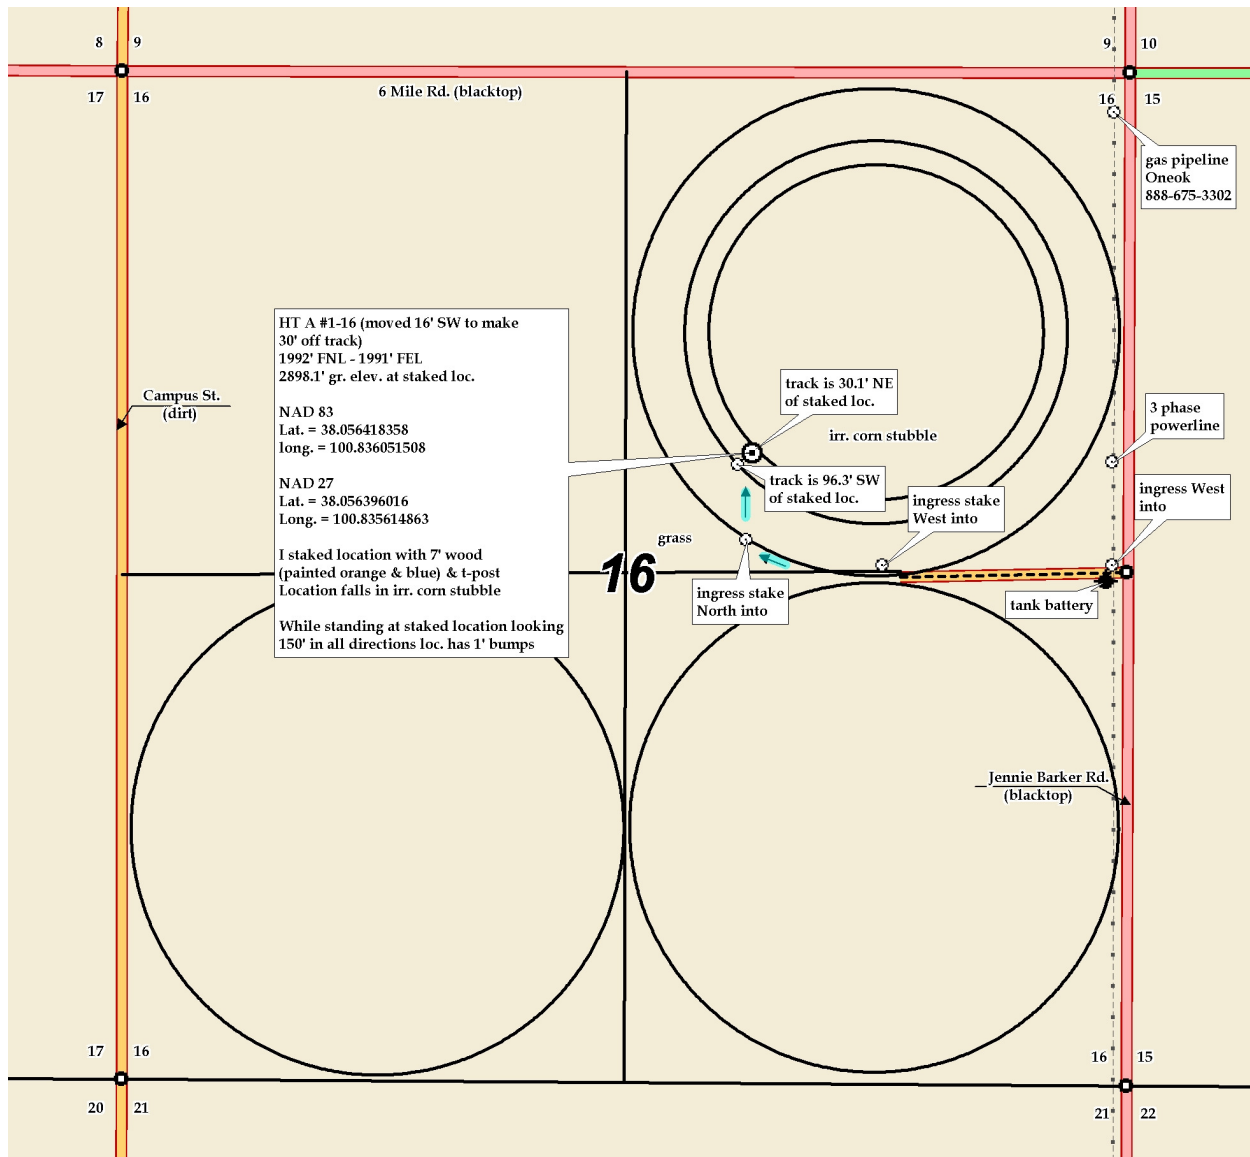 8 9
9 10
17 16
6 Mile Rd. (blacktop)
16 15
gas pipeline
Oneok
888-675-3302
HT A #1-16 (moved 16' SW to make
30' off track)
1992' FNL - 1991' FEL
2898.1' gr. elev. at staked loc.
NAD 83
Lat. = 38.056418358
long. = 100.836051508
NAD 27
Lat. = 38.056396016
Long. = 100.835614863
I staked location with 7' wood
(painted orange & blue) & t-post
Location falls in irr. corn stubble
While standing at staked location looking
150' in all directions loc. has 1' bumps
Campus St.
(dirt)
track is 30.1' NE
of staked loc.
irr. corn stubble
3 phase
powerline
track is 96.3' SW
of staked loc.
ingress stake
West into
ingress West
into
grass
16
ingress stake
North into
tank battery
Jennie Barker Rd.
(blacktop)
17 16
16 15
20 21
21 22